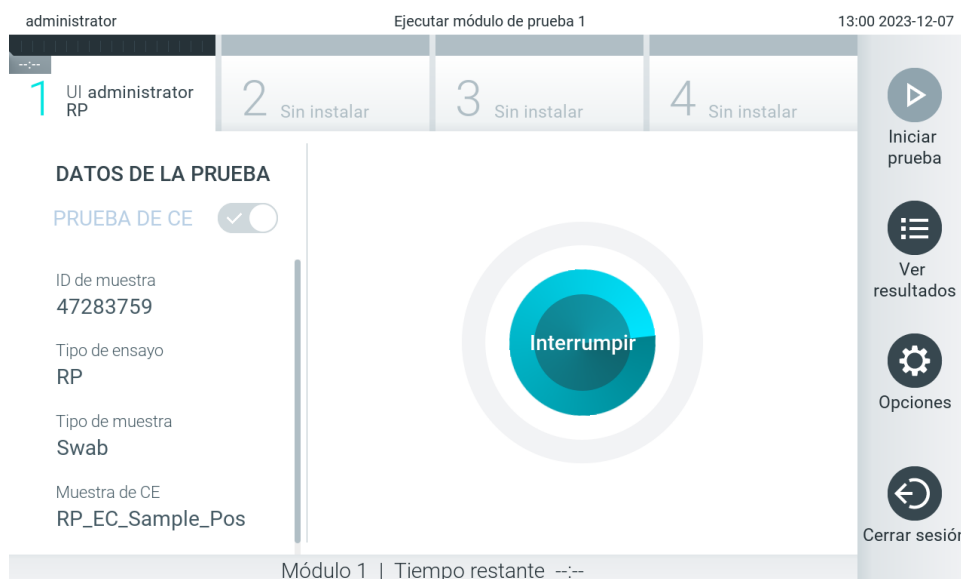 administrator
Ejecutar módulo de prueba 1
13:00 2023-12-07
--:--
1 UI administrator
RP
2 Sin instalar
3 Sin instalar
4 Sin instalar
DATOS DE LA PRUEBA
PRUEBA DE CE
ID de muestra
47283759
Tipo de ensayo
RP
Tipo de muestra
Swab
Muestra de CE
RP_EC_Sample_Pos
Interrumpir
Iniciar
prueba
Ver
resultados
Opciones
Cerrar sesión
Módulo 1 | Tiempo restante --:--